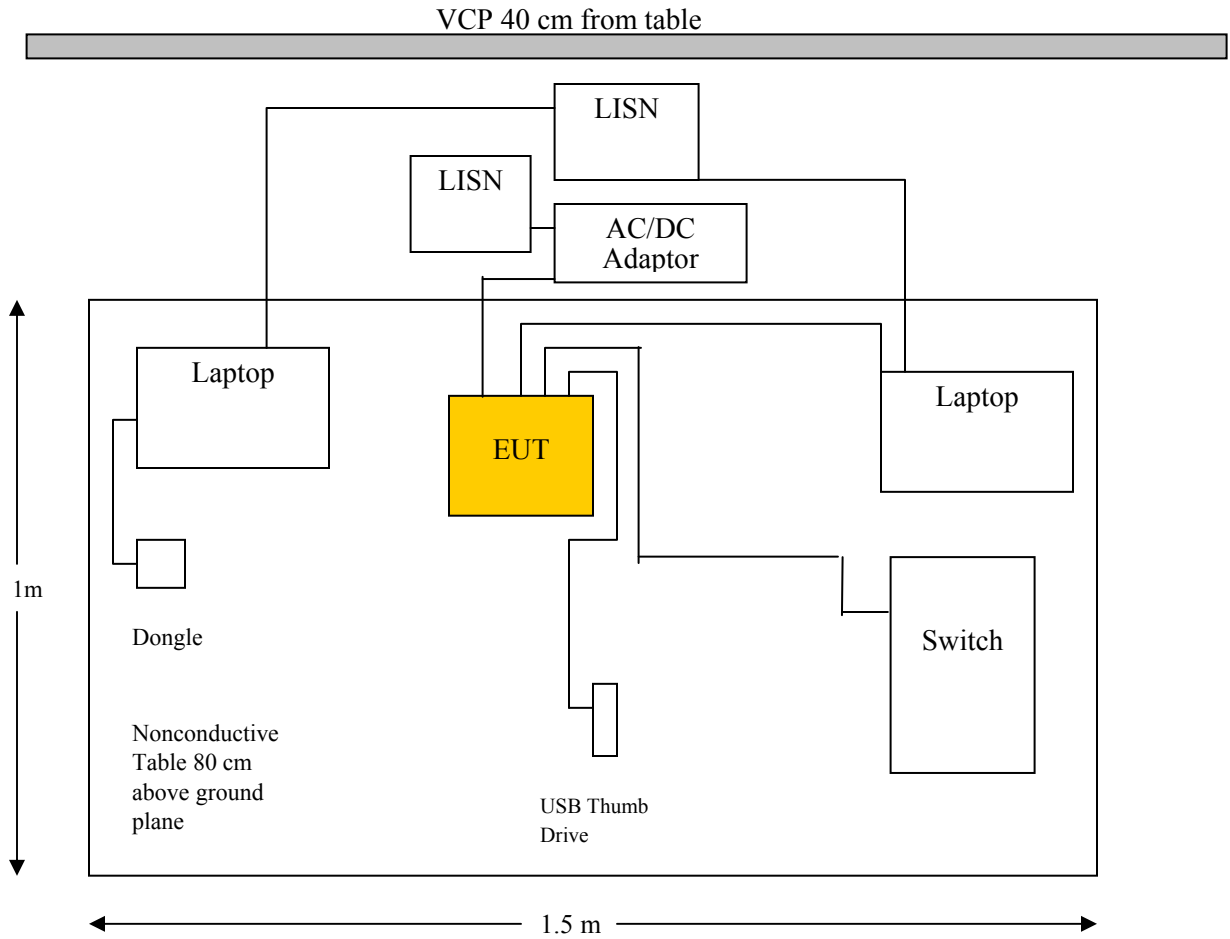 VCP 40 cm from table
LISN
LISN
AC/DC
Adaptor
Laptop
Laptop
EUT
1m
Dongle
Switch
Nonconductive
Table 80 cm
above ground
plane
USB Thumb
Drive
1.5 m